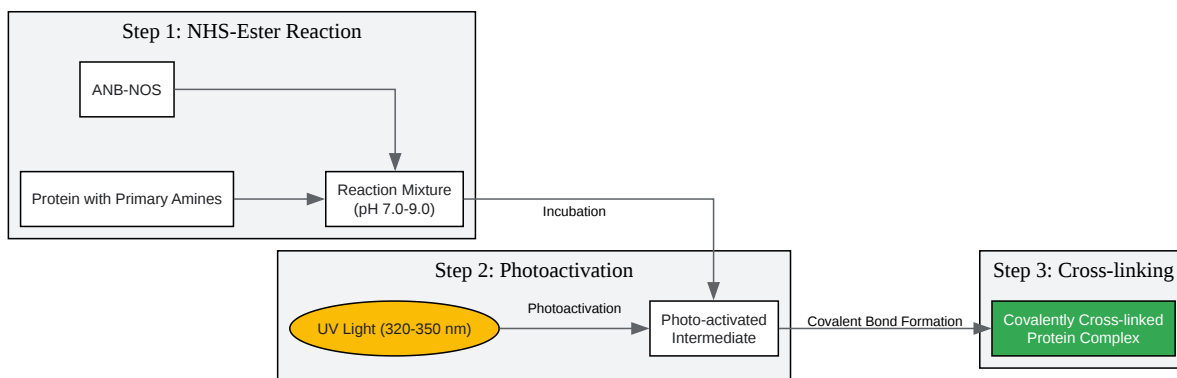 Step 1: NHS-Ester Reaction
ANB-NOS
Protein with Primary Amines
Reaction Mixture
(pH 7.0-9.0)
Incubation
Step 2: Photoactivation
UV Light (320-350 nm)
Photoactivation
Photo-activated
Intermediate
Covalent Bond Formation
Step 3: Cross-linking
Covalently Cross-linked
Protein Complex